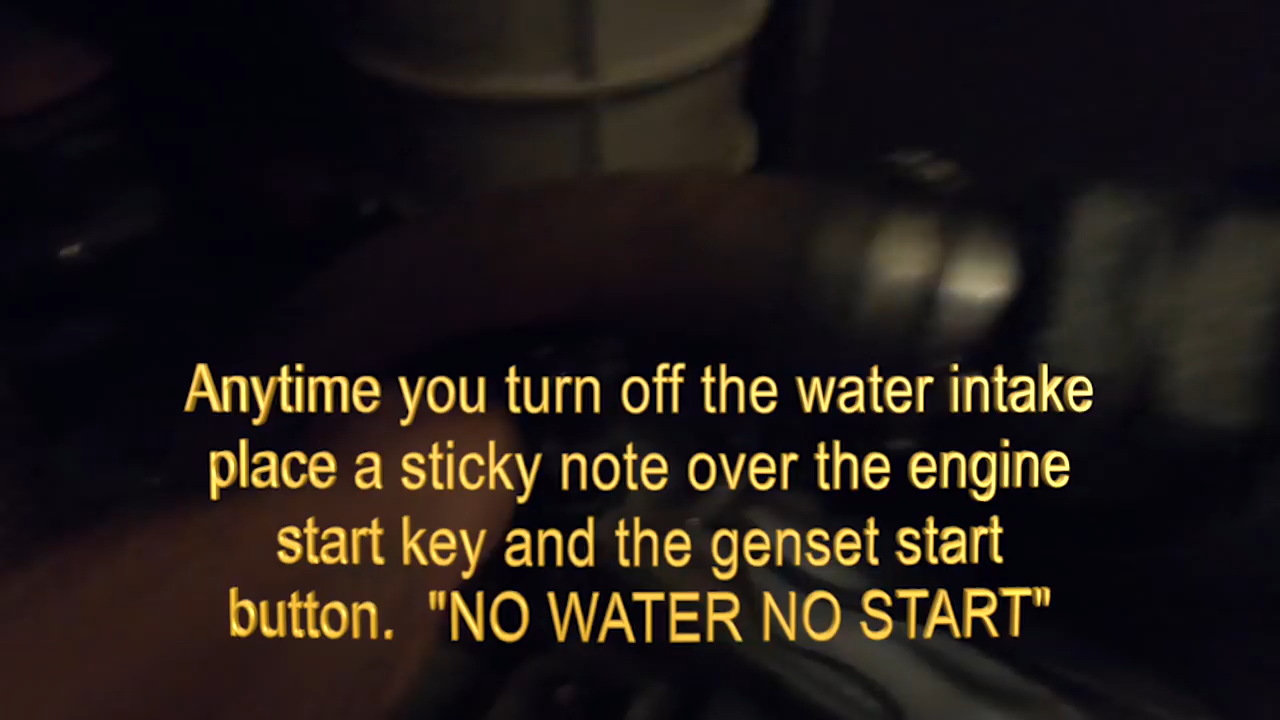 Anytime you turn off the water intake
place a sticky note over the engine
start key and the genset start
button.  "NO WATER NO START"